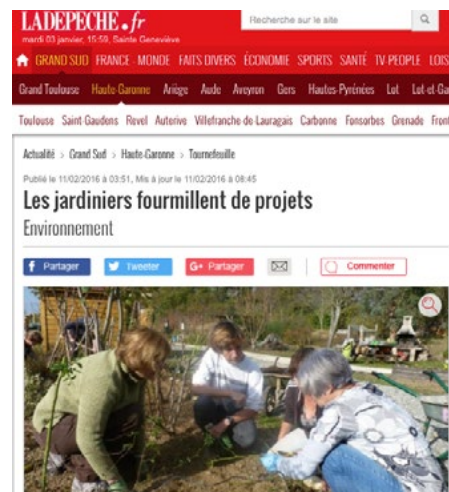 LADEPECHE.fr
Recherche sur le site
mardi 03 janvier, 15:59, Sainte Geneviève
GRAND SUD FRANCE - MONDE FAITS DIVERS ÉCONOMIE SPORTS SANTÉ TV PEOPLE
Grand Toulouse Haute-Garonne Ariège Aude Aveyron Gers Hautes-Pyrénées Lot
Toulouse Saint-Gaudens Revel Auterive Villefranche-de-Lauragais Carbonne Fonsorbes Grenade
Actualité > Grand Sud > Haute-Garonne > Tournefeuille
Publié le 11/02/2016 à 03:51, Mis à jour le 11/02/2016 à 08:45
Les jardiniers fourmillent de projets
Environnement
f Partager Tweeter G+ Partager Commenter